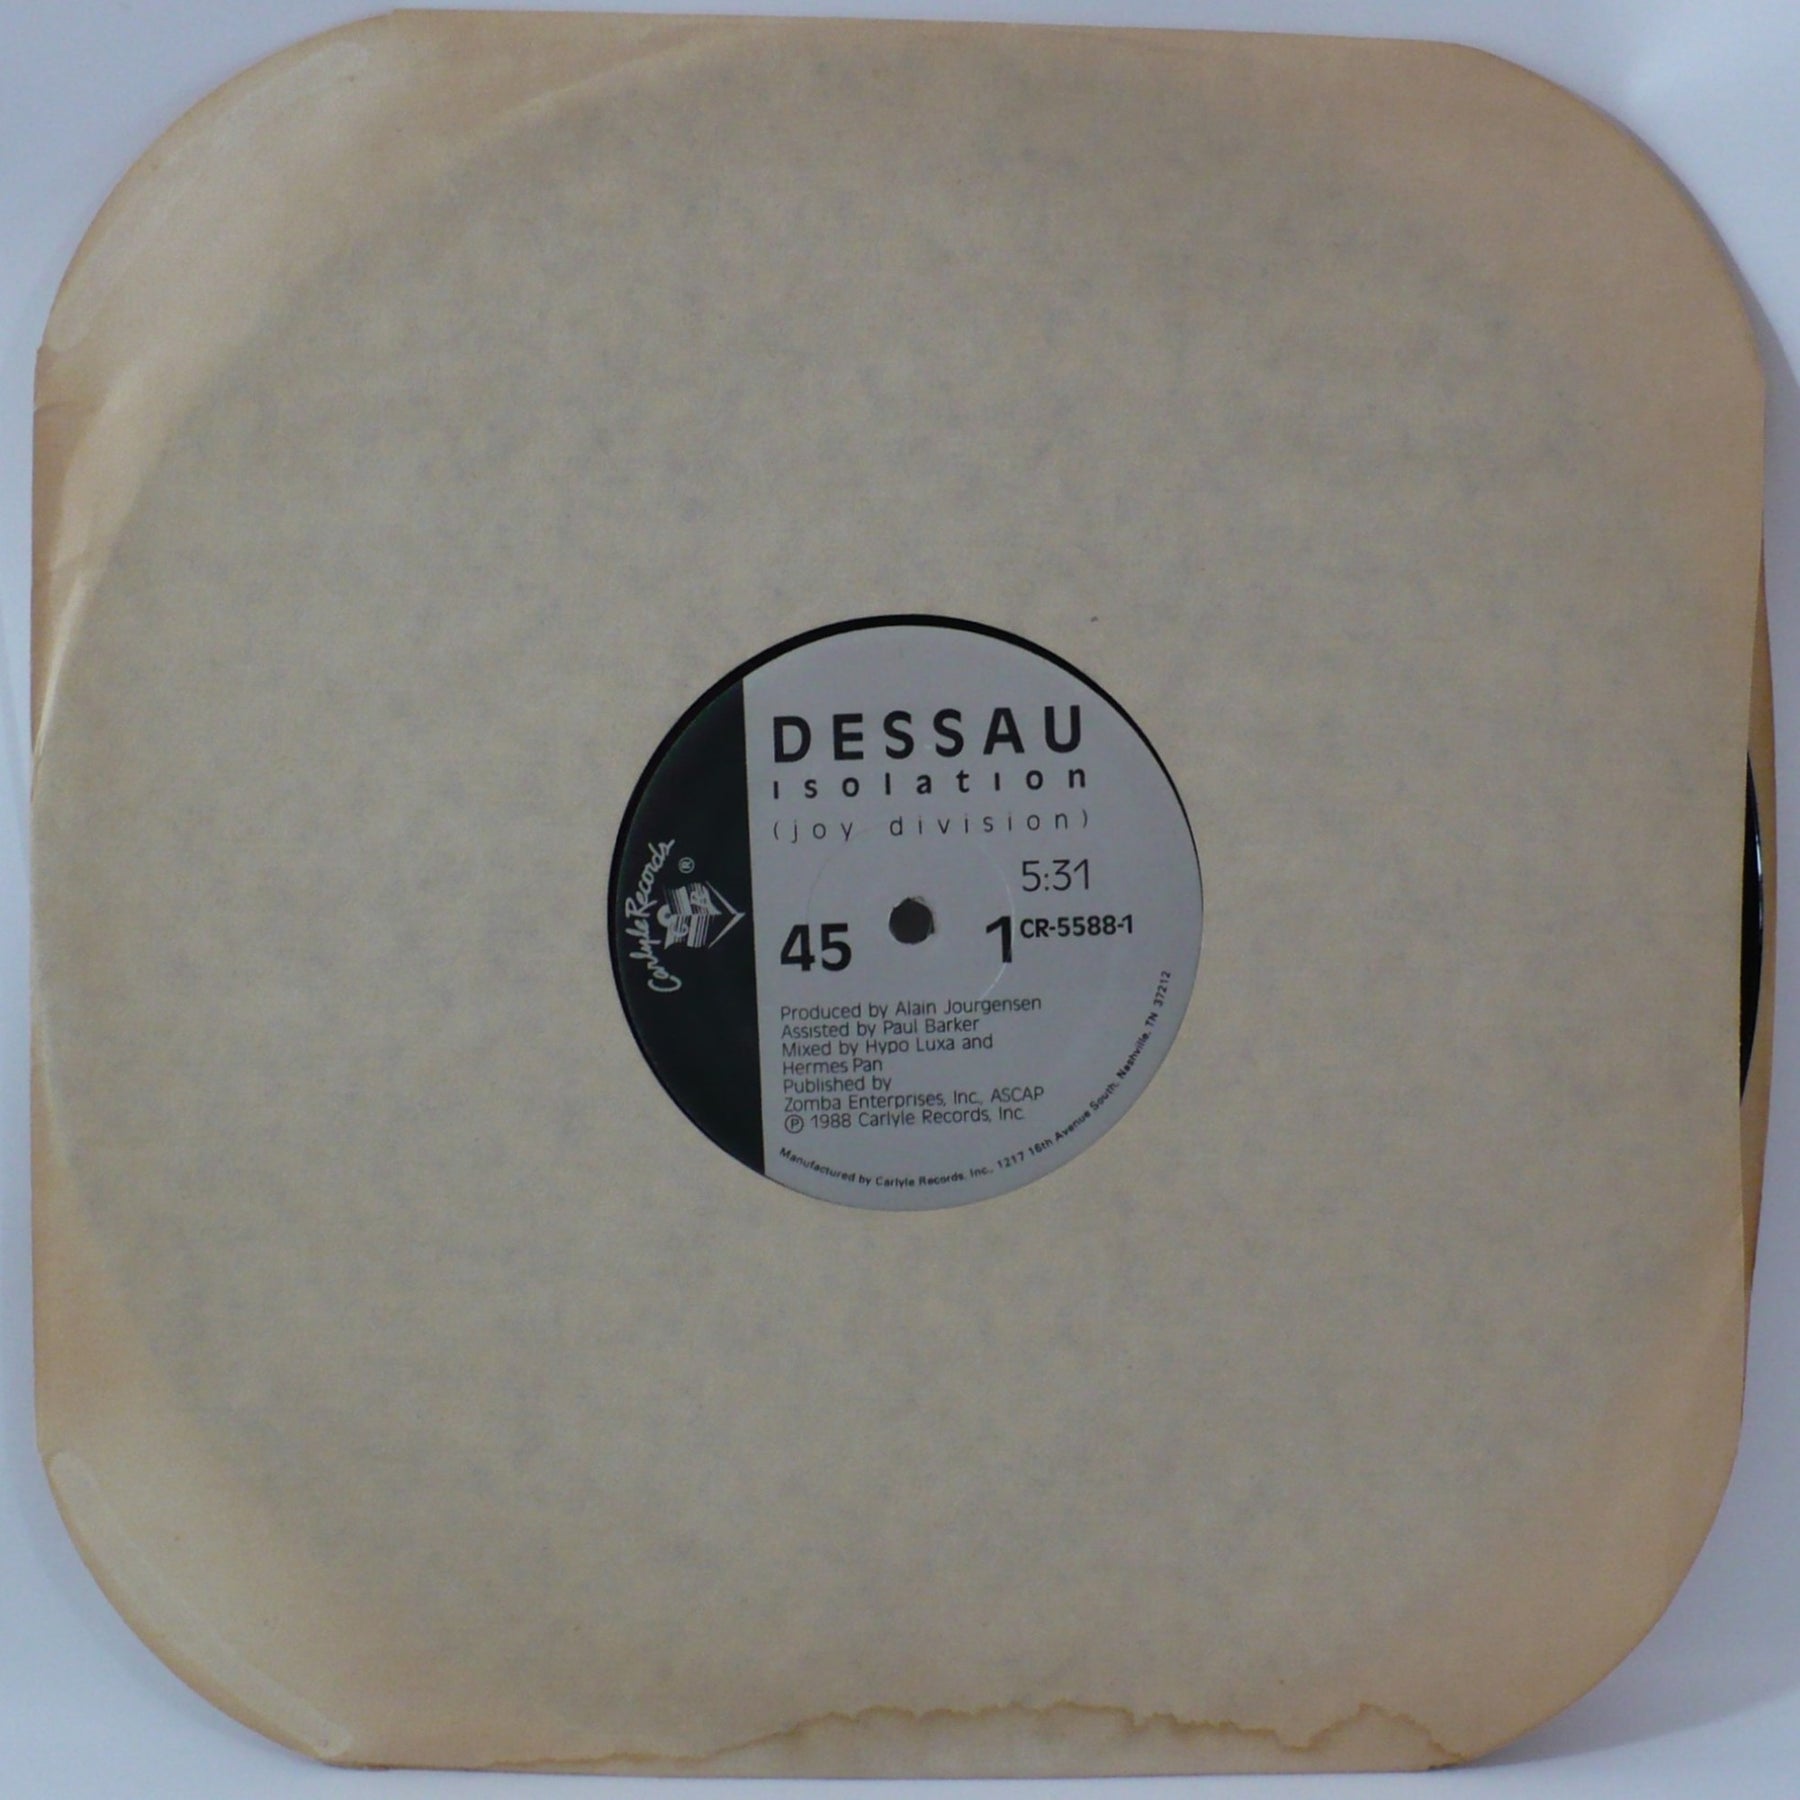 DESSAU
isolation
(joy division)
5:31
45
1 CR-5588-1
Carlyle Records
®
Produced by Alain Jourgensen
Assisted by Paul Barker
Mixed by Hypo Luxa and
Hermes Pan
Published by
Zomba Enterprises, Inc., ASCAP
℗ 1988 Carlyle Records, Inc.
Manufactured by Carlyle Records, Inc., 1217 16th Avenue South, Nashville, TN 37212